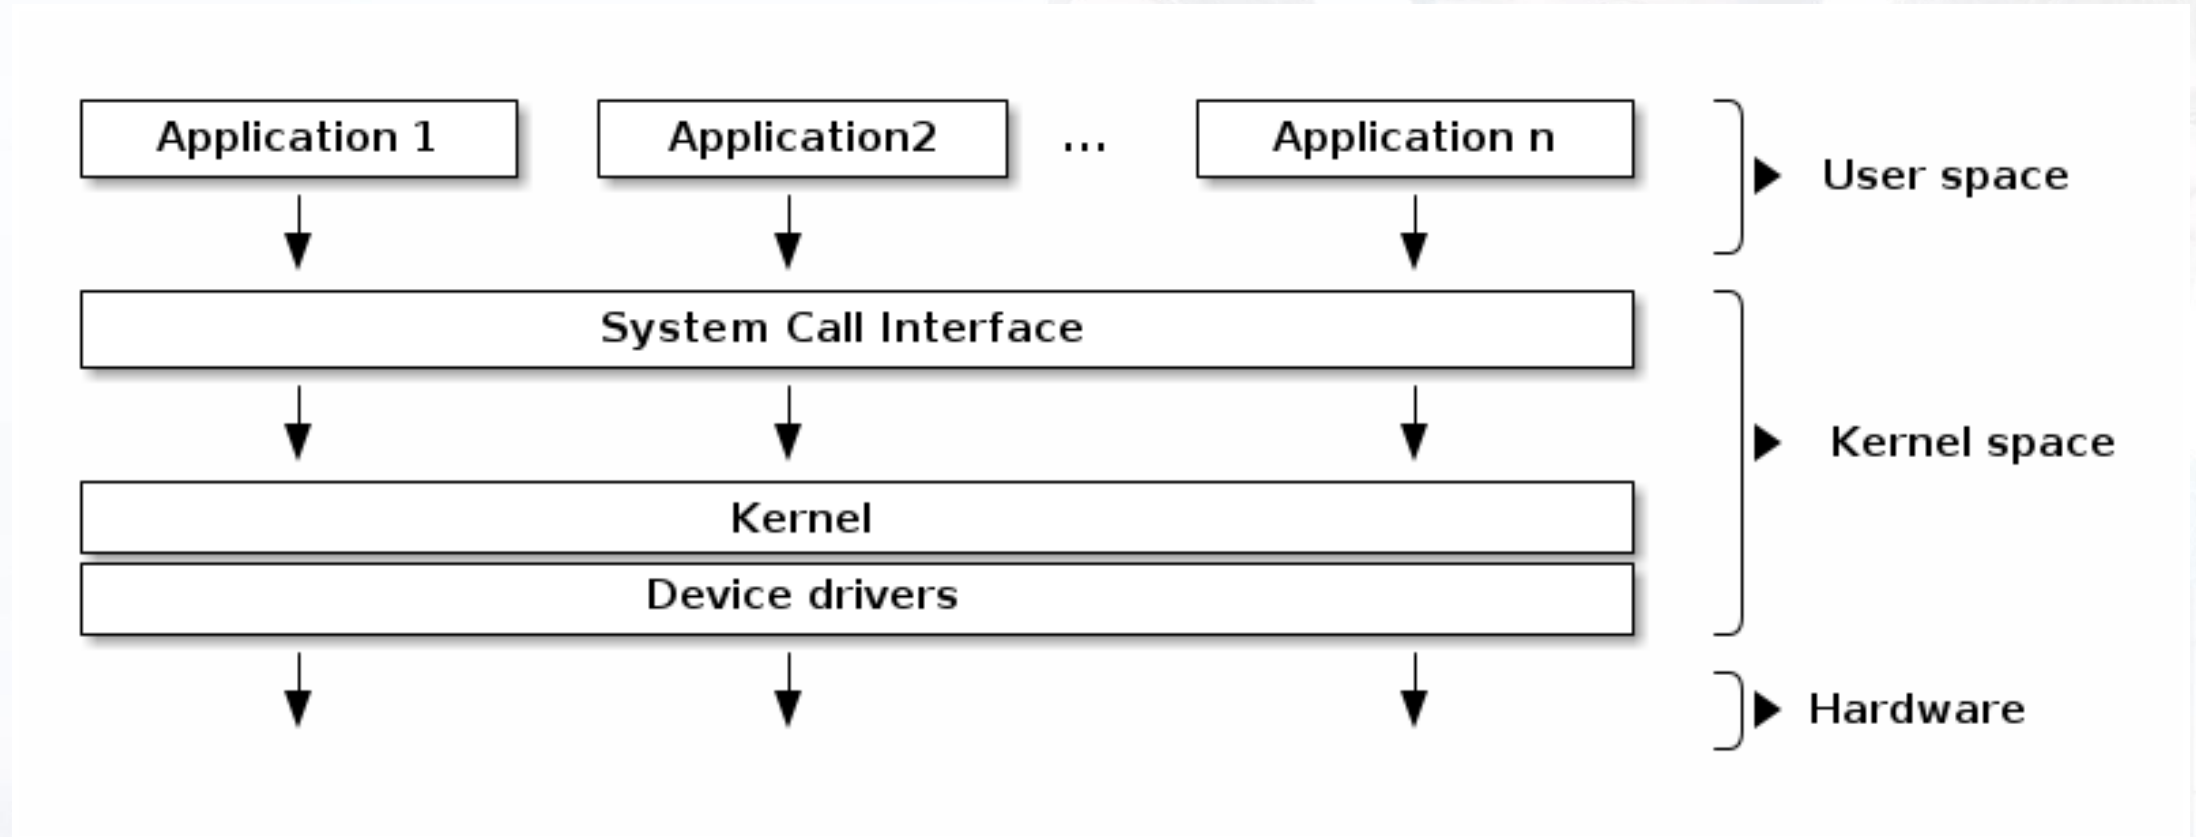 Application 1
Application2
...
Application n
User space
System Call Interface
Kernel space
Kernel
Device drivers
Hardware